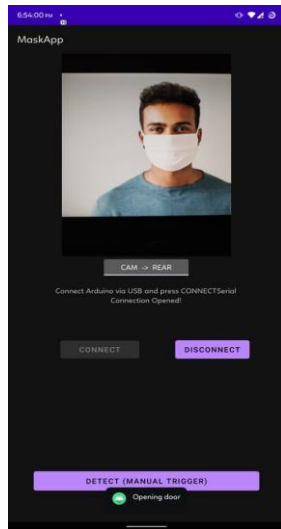 6:54:00 PM
MaskApp
CAM -> REAR
Connect Arduino via USB and press CONNECTSerial
Connection Opened!
CONNECT
DISCONNECT
DETECT (MANUAL TRIGGER)
Opening door